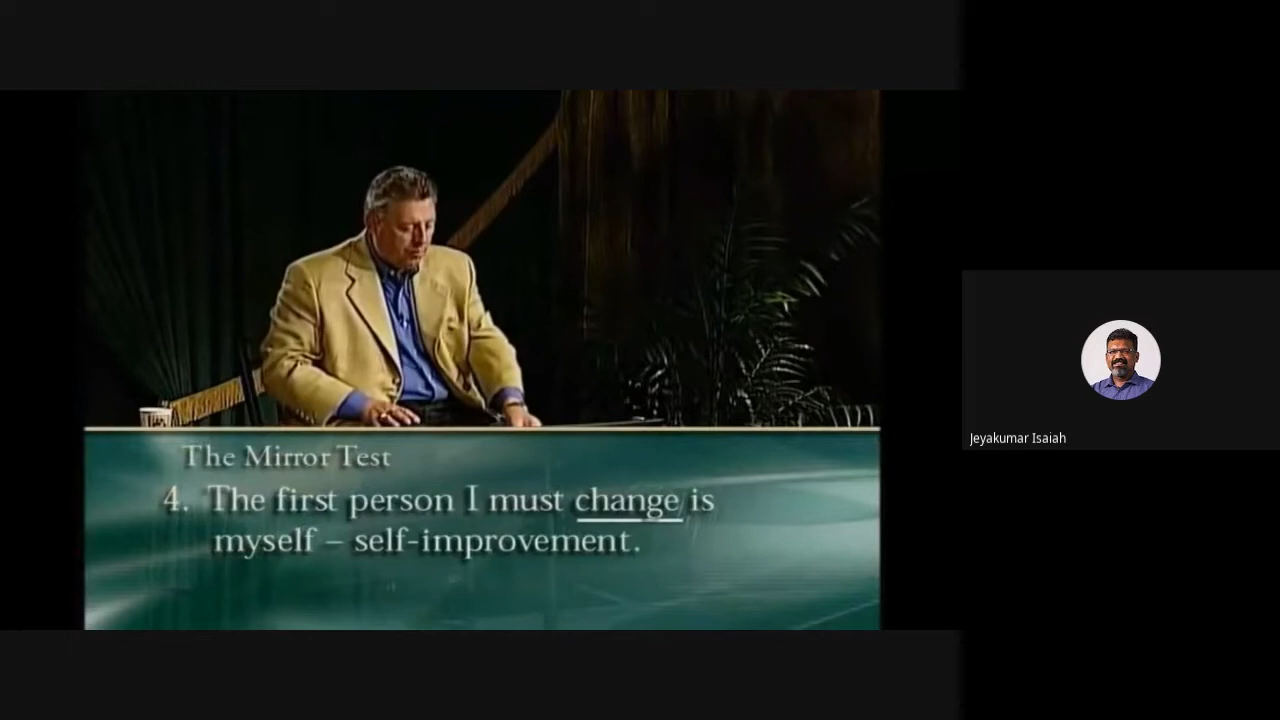 The Mirror Test
4. The first person I must change is
myself – self-improvement.
Jeyakumar Isaiah